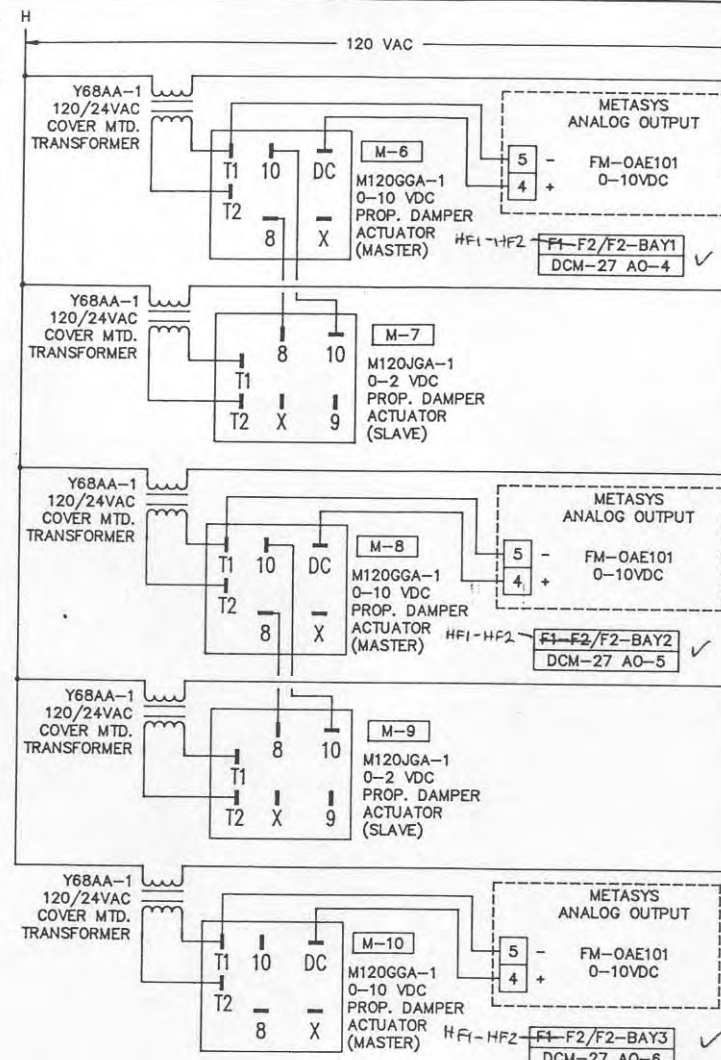 H
120 VAC
Y68AA-1
120/24VAC
COVER MTD.
TRANSFORMER
T1 10 DC
T2
8 X
M-6
M120GGA-1
0-10 VDC
PROP. DAMPER
ACTUATOR
(MASTER)
METASYS
ANALOG OUTPUT
5 -
4 +
FM-OAE101
0-10VDC
HF1-HF2
F1-F2/F2-BAY1
DCM-27 AO-4
✓
Y68AA-1
120/24VAC
COVER MTD.
TRANSFORMER
8 10
T1
T2 X 9
M-7
M120JGA-1
0-2 VDC
PROP. DAMPER
ACTUATOR
(SLAVE)
Y68AA-1
120/24VAC
COVER MTD.
TRANSFORMER
T1 10 DC
T2
8 X
M-8
M120GGA-1
0-10 VDC
PROP. DAMPER
ACTUATOR
(MASTER)
METASYS
ANALOG OUTPUT
5 -
4 +
FM-OAE101
0-10VDC
HF1-HF2
F1-F2/F2-BAY2
DCM-27 AO-5
✓
Y68AA-1
120/24VAC
COVER MTD.
TRANSFORMER
8 10
T1
T2 X 9
M-9
M120JGA-1
0-2 VDC
PROP. DAMPER
ACTUATOR
(SLAVE)
Y68AA-1
120/24VAC
COVER MTD.
TRANSFORMER
T1 10 DC
T2
8 X
M-10
M120GGA-1
0-10 VDC
PROP. DAMPER
ACTUATOR
(MASTER)
METASYS
ANALOG OUTPUT
5 -
4 +
FM-OAE101
0-10VDC
HF1-HF2
F1-F2/F2-BAY3
DCM-27 AO-6
✓